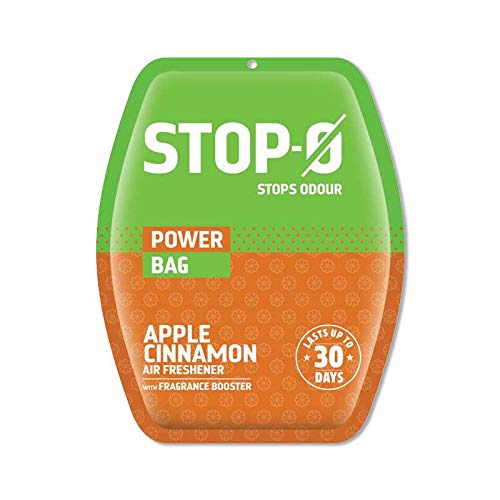 STOP-Ø
STOPS ODOUR
POWER
BAG
APPLE
CINNAMON
AIR FRESHENER
WITH FRAGRANCE BOOSTER
LASTS UP TO
30
DAYS